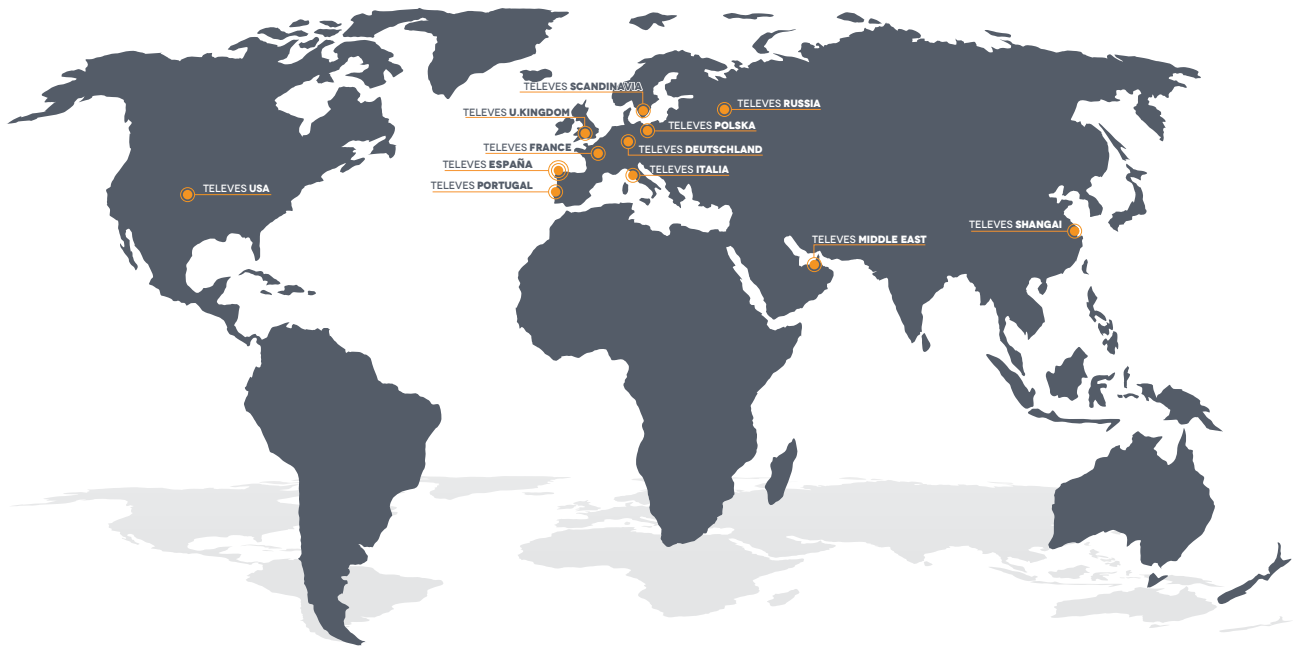 TELEVES SCANDINAVIA
TELEVES RUSSIA
TELEVES U.KINGDOM
TELEVES POLSKA
TELEVES FRANCE
TELEVES DEUTSCHLAND
TELEVES ESPAÑA
TELEVES ITALIA
TELEVES PORTUGAL
TELEVES USA
TELEVES SHANGAI
TELEVES MIDDLE EAST